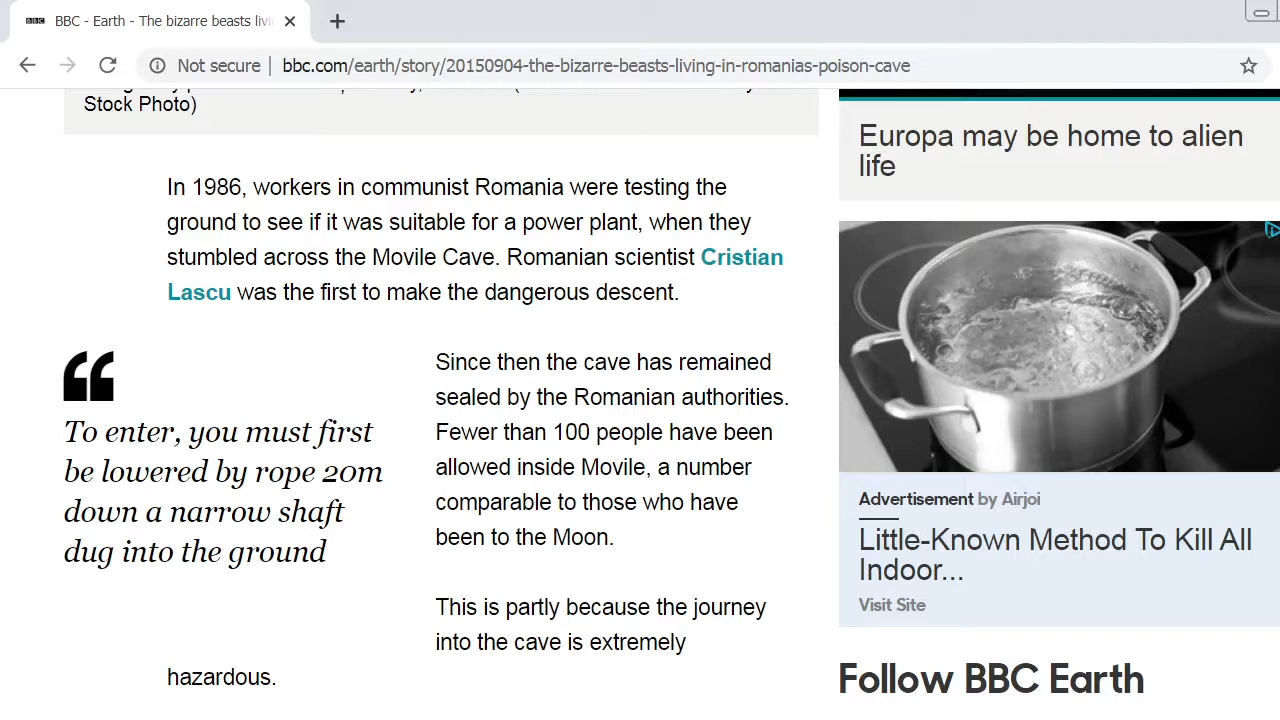 BBC BBC - Earth - The bizarre beasts livi
Not secure | bbc.com/earth/story/20150904-the-bizarre-beasts-living-in-romanias-poison-cave
Stock Photo)
In 1986, workers in communist Romania were testing the
ground to see if it was suitable for a power plant, when they
stumbled across the Movile Cave. Romanian scientist Cristian
Lascu was the first to make the dangerous descent.
To enter, you must first
be lowered by rope 20m
down a narrow shaft
dug into the ground
Since then the cave has remained
sealed by the Romanian authorities.
Fewer than 100 people have been
allowed inside Movile, a number
comparable to those who have
been to the Moon.
This is partly because the journey
into the cave is extremely
hazardous.
Europa may be home to alien
life
Advertisement by Airjoi
Little-Known Method To Kill All
Indoor...
Visit Site
Follow BBC Earth